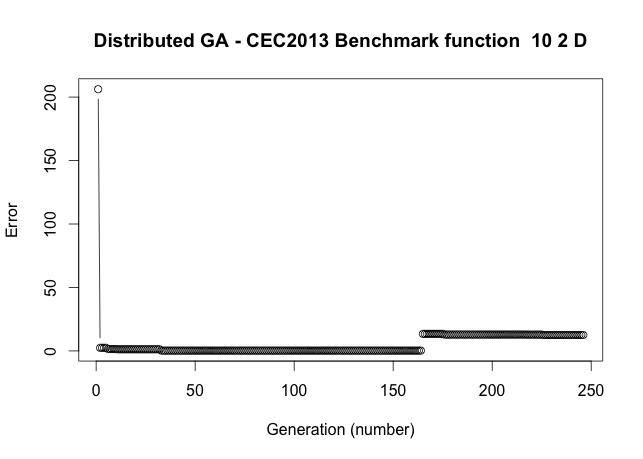 Distributed GA - CEC2013 Benchmark function  10 2 D
Error
200
150
100
50
0
0 50 100 150 200 250
Generation (number)